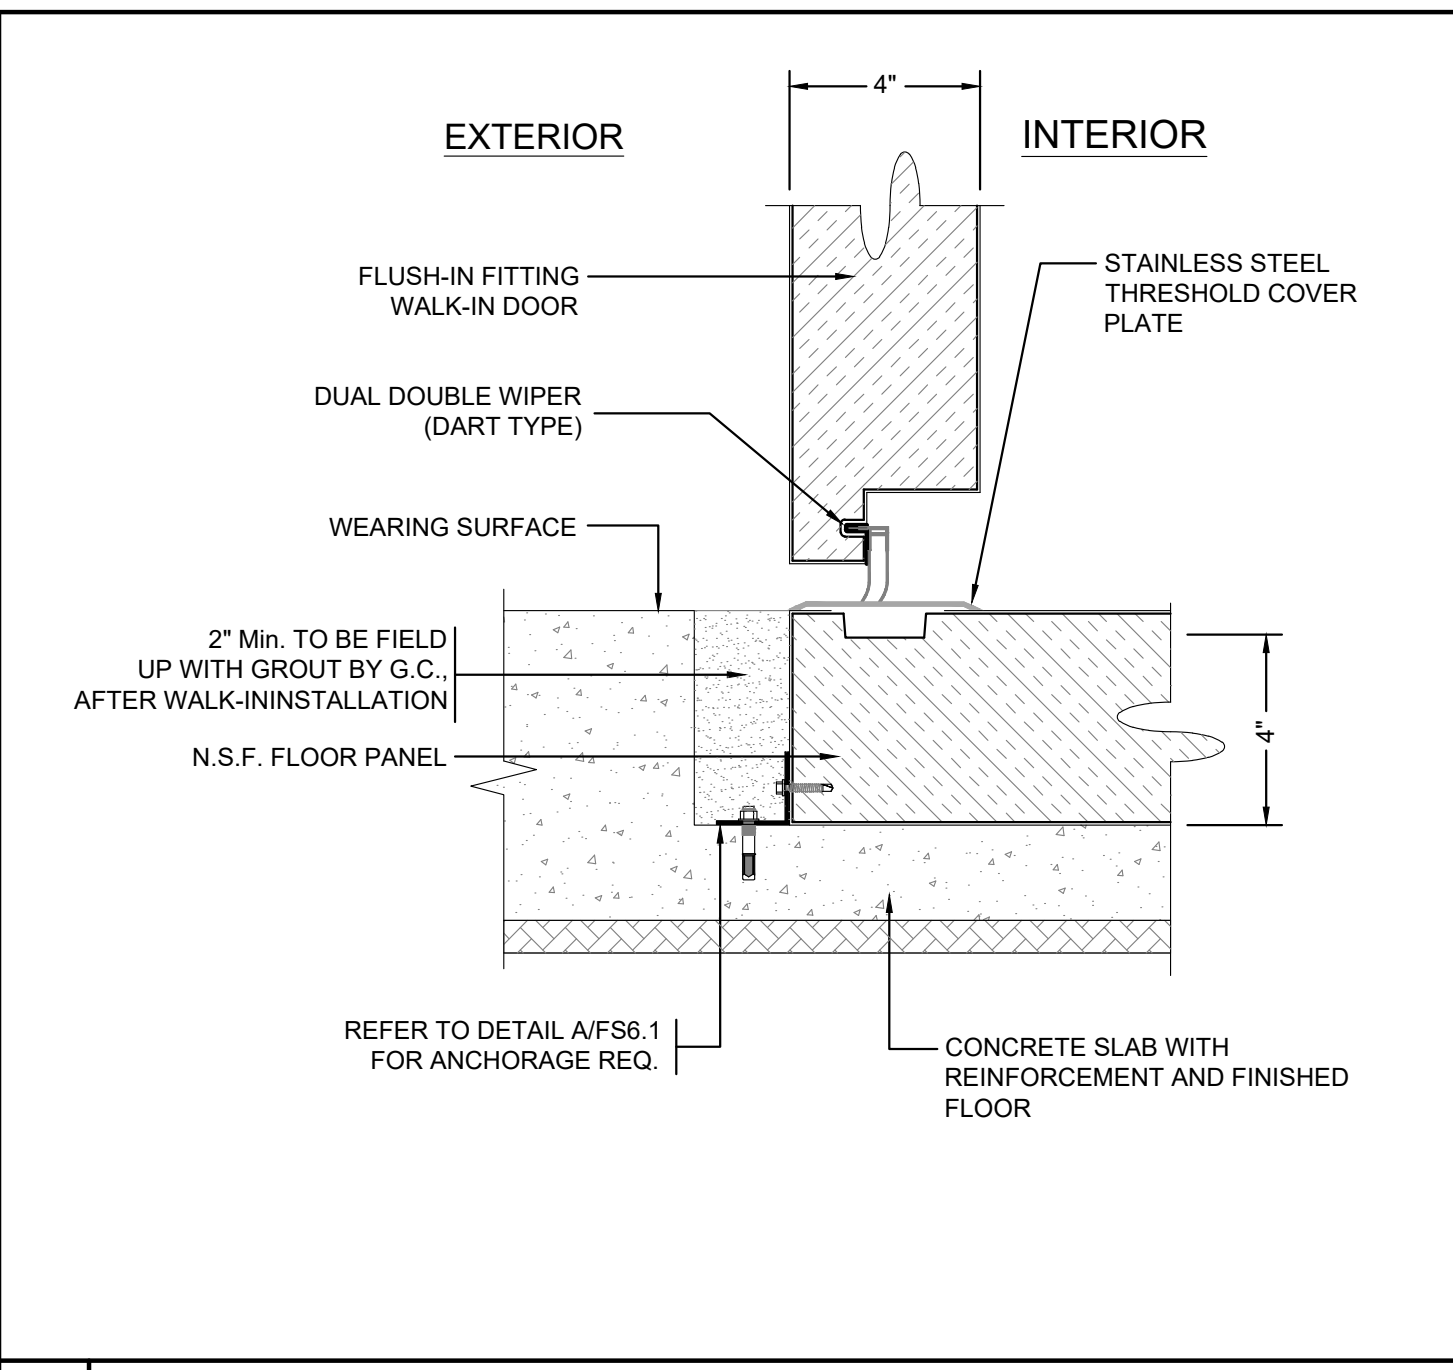 4"
EXTERIOR
INTERIOR
FLUSH-IN FITTING
WALK-IN DOOR
STAINLESS STEEL
THRESHOLD COVER
PLATE
DUAL DOUBLE WIPER
(DART TYPE)
WEARING SURFACE
2" Min. TO BE FIELD
UP WITH GROUT BY G.C.,
AFTER WALK-ININSTALLATION
N.S.F. FLOOR PANEL
4"
REFER TO DETAIL A/FS6.1
FOR ANCHORAGE REQ.
CONCRETE SLAB WITH
REINFORCEMENT AND FINISHED
FLOOR